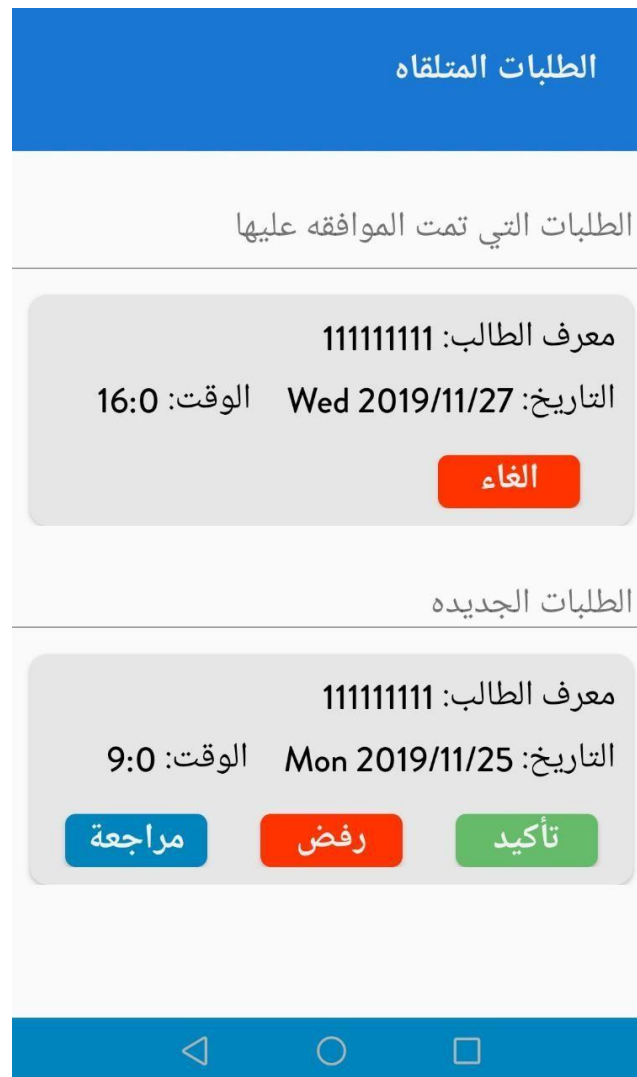 الطلبات المتلقاه
الطلبات التي تمت الموافقه عليها
معرف الطالب: 111111111
التاريخ: Wed 2019/11/27 الوقت: 16:0
الغاء
الطلبات الجديده
معرف الطالب: 111111111
التاريخ: Mon 2019/11/25 الوقت: 9:0
تأكيد رفض مراجعة